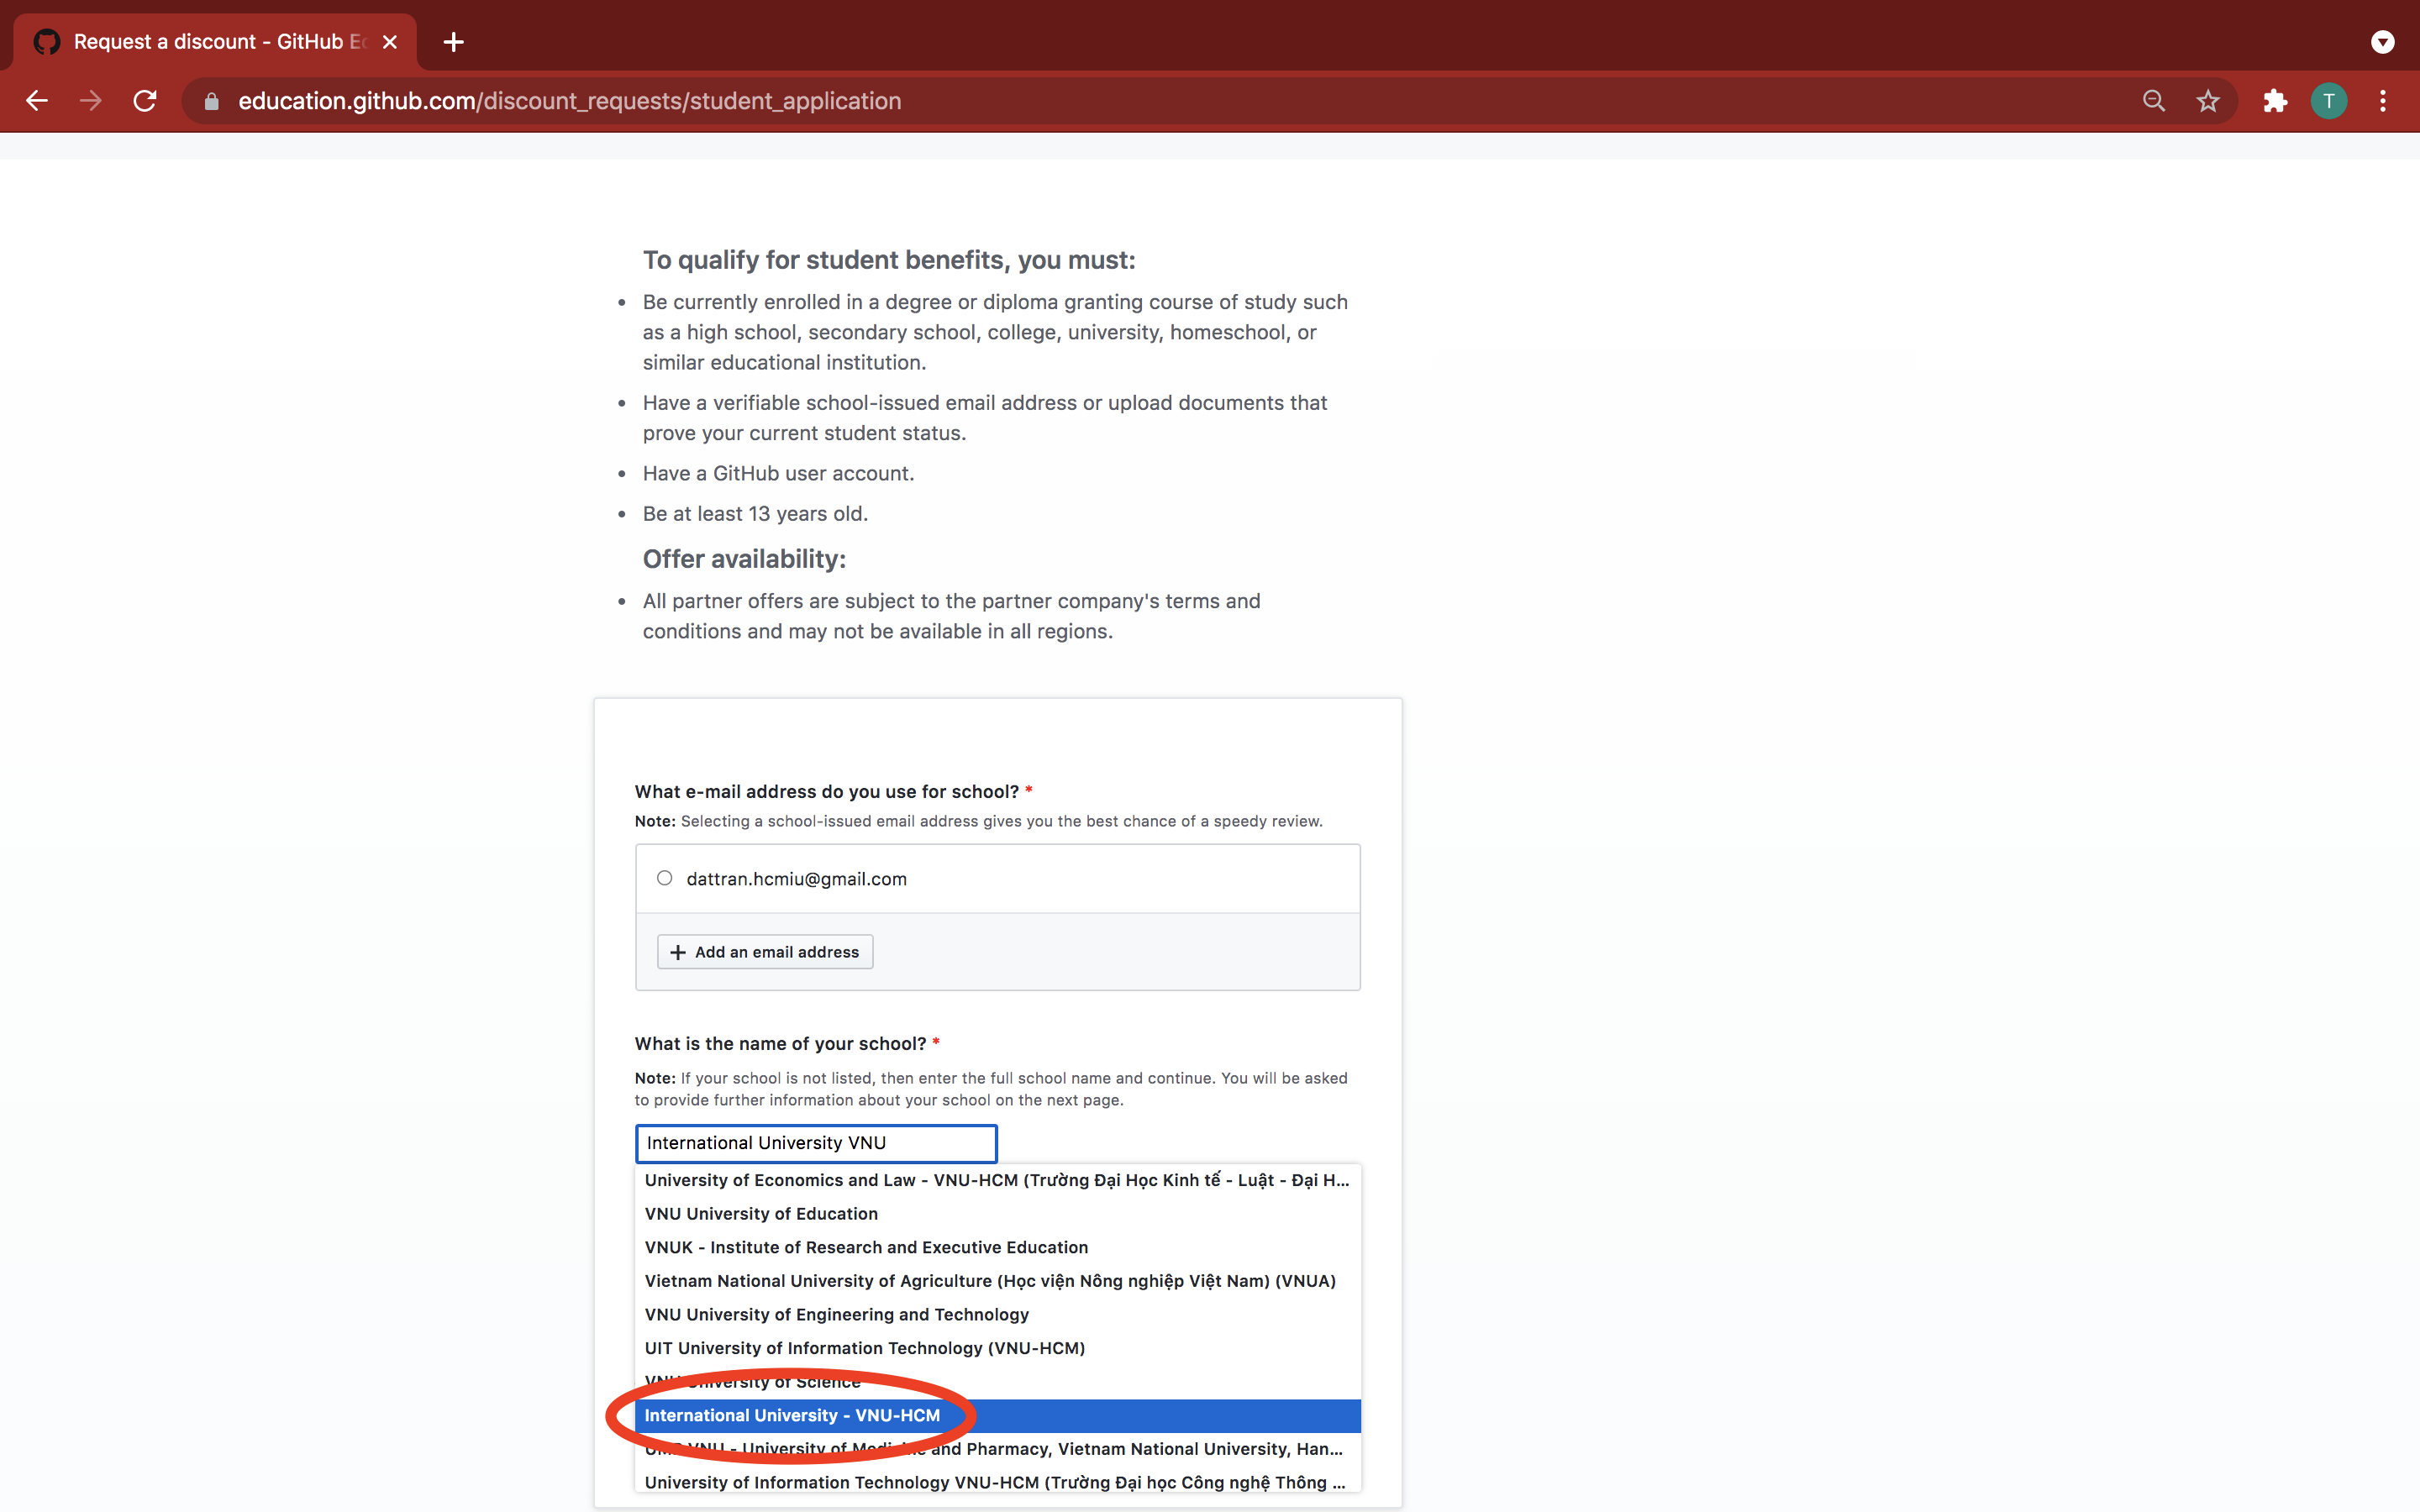 Request a discount - GitHub
education.github.com/discount_requests/student_application
T
To qualify for student benefits, you must:
• Be currently enrolled in a degree or diploma granting course of study such
as a high school, secondary school, college, university, homeschool, or
similar educational institution.
• Have a verifiable school-issued email address or upload documents that
prove your current student status.
• Have a GitHub user account.
• Be at least 13 years old.
Offer availability:
• All partner offers are subject to the partner company's terms and
conditions and may not be available in all regions.
What e-mail address do you use for school? *
Note: Selecting a school-issued email address gives you the best chance of a speedy review.
dattran.hcmiu@gmail.com
+ Add an email address
What is the name of your school? *
Note: If your school is not listed, then enter the full school name and continue. You will be asked
to provide further information about your school on the next page.
International University VNU
University of Economics and Law - VNU-HCM (Trường Đại Học Kinh tế - Luật - Đại H...
VNU University of Education
VNUK - Institute of Research and Executive Education
Vietnam National University of Agriculture (Học viện Nông nghiệp Việt Nam) (VNUA)
VNU University of Engineering and Technology
UIT University of Information Technology (VNU-HCM)
VNU University of Science
International University - VNU-HCM
VNU - University of Medicine and Pharmacy, Vietnam National University, Han...
University of Information Technology VNU-HCM (Trường Đại học Công nghệ Thông ...